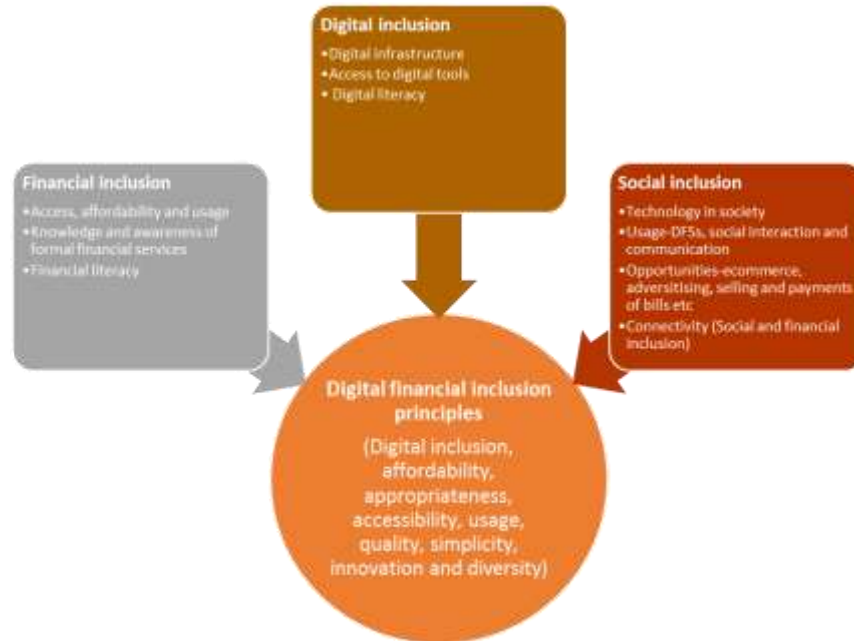 Digital inclusion
•Digital infrastructure
•Access to digital tools
• Digital literacy
Financial inclusion
•Access, affordability and usage
•Knowledge and awareness of
formal financial services
•Financial literacy
Social inclusion
•Technology in society
•Usage-DFSs, social interaction and
communication
•Opportunities-ecommerce,
adversitising, selling and payments
of bills etc
•Connectivity (Social and financial
inclusion)
Digital financial inclusion
principles
(Digital inclusion,
affordability,
appropriateness,
accessibility, usage,
quality, simplicity,
innovation and diversity)